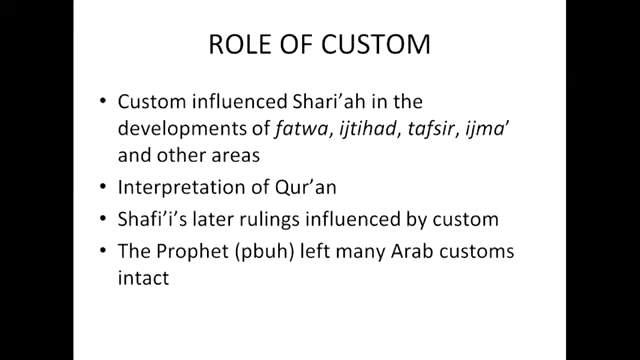 ROLE OF CUSTOM
• Custom influenced Shari’ah in the
developments of fatwa, ijtihad, tafsir, ijma’
and other areas
• Interpretation of Qur’an
• Shafi’i’s later rulings influenced by custom
• The Prophet (pbuh) left many Arab customs
intact